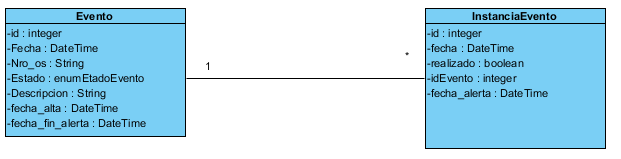 Evento
-id : integer
-Fecha : DateTime
-Nro_os : String
-Estado : enumEtadoEvento
-Descripcion : String
-fecha_alta : DateTime
-fecha_fin_alerta : DateTime
1
*
InstanciaEvento
-id : integer
-fecha : DateTime
-realizado : boolean
-idEvento : integer
-fecha_alerta : DateTime